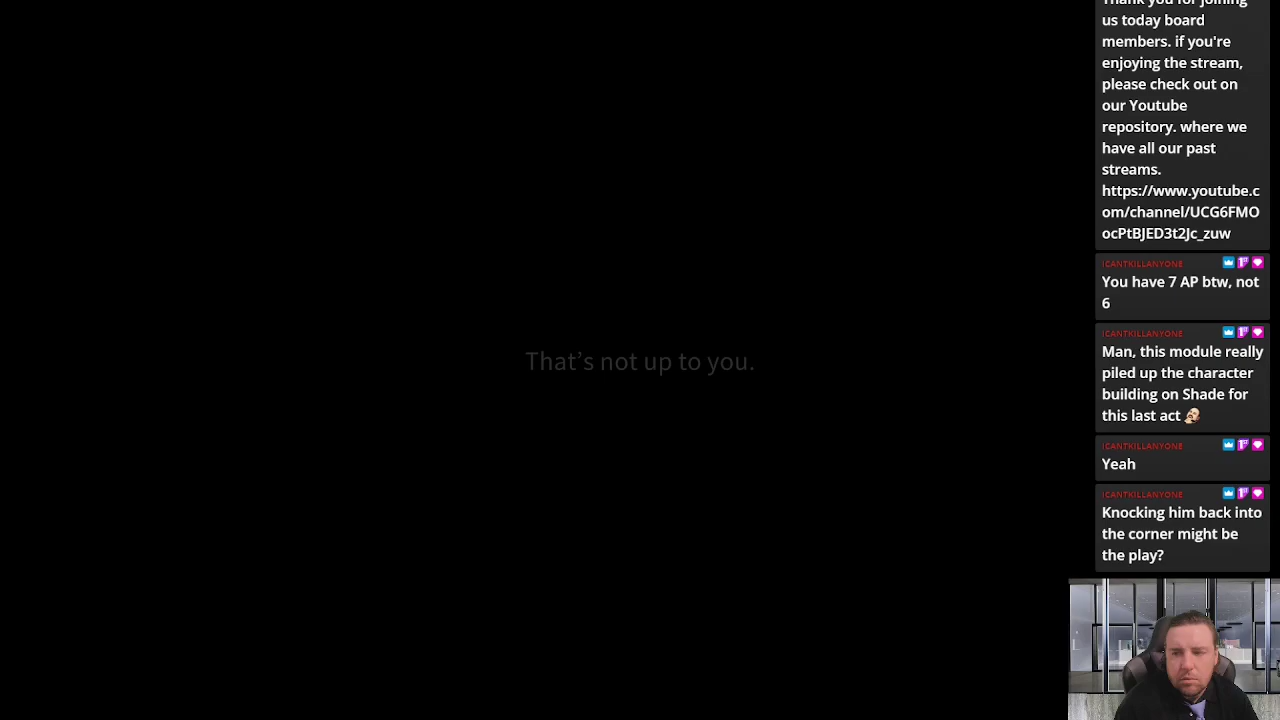 Thank you for joining
us today board
members. if you're
enjoying the stream,
please check out on
our Youtube
repository. where we
have all our past
streams.
https://www.youtube.c
om/channel/UCG6FMO
ocPtBJED3t2Jc_zuw
ICANTKILLANYONE
You have 7 AP btw, not
6
ICANTKILLANYONE
Man, this module really
piled up the character
building on Shade for
this last act
ICANTKILLANYONE
Yeah
ICANTKILLANYONE
Knocking him back into
the corner might be
the play?
That’s not up to you.